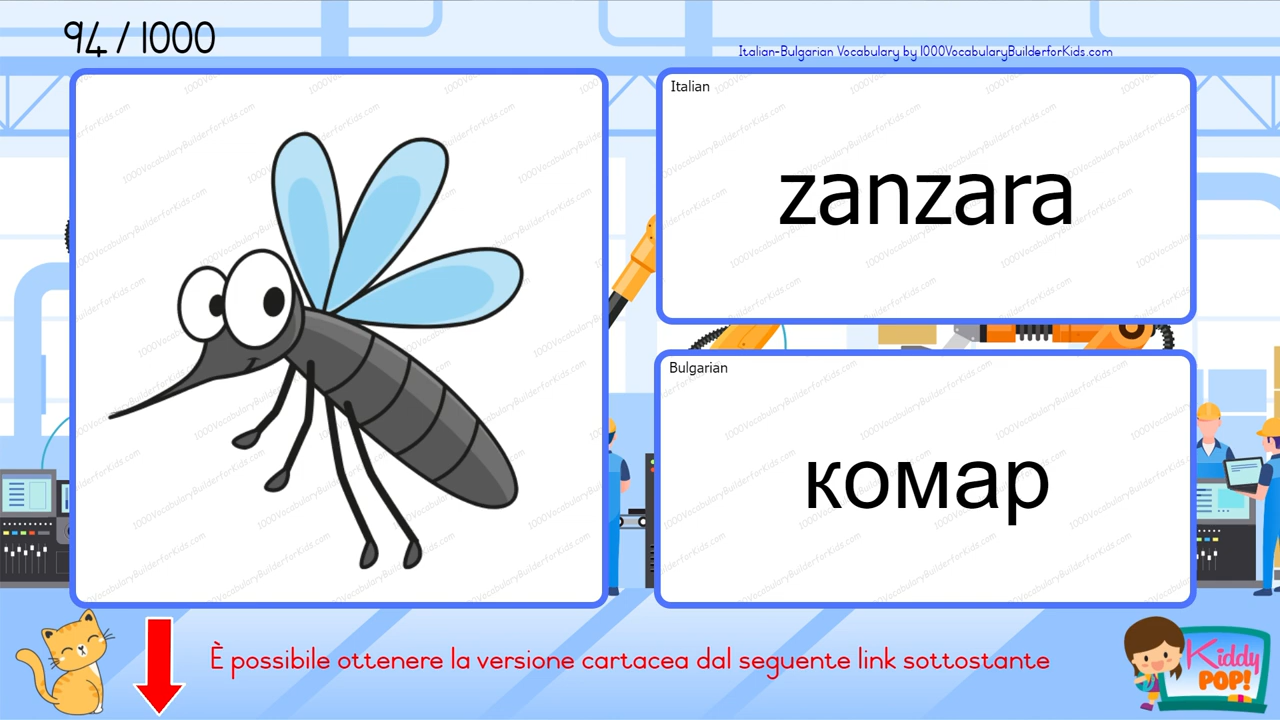 94 / 1000
Italian-Bulgarian Vocabulary by 1000VocabularyBuilderforKids.com
Italian
zanzara
Bulgarian
комар
È possibile ottenere la versione cartacea dal seguente link sottostante
Kiddy
POP!